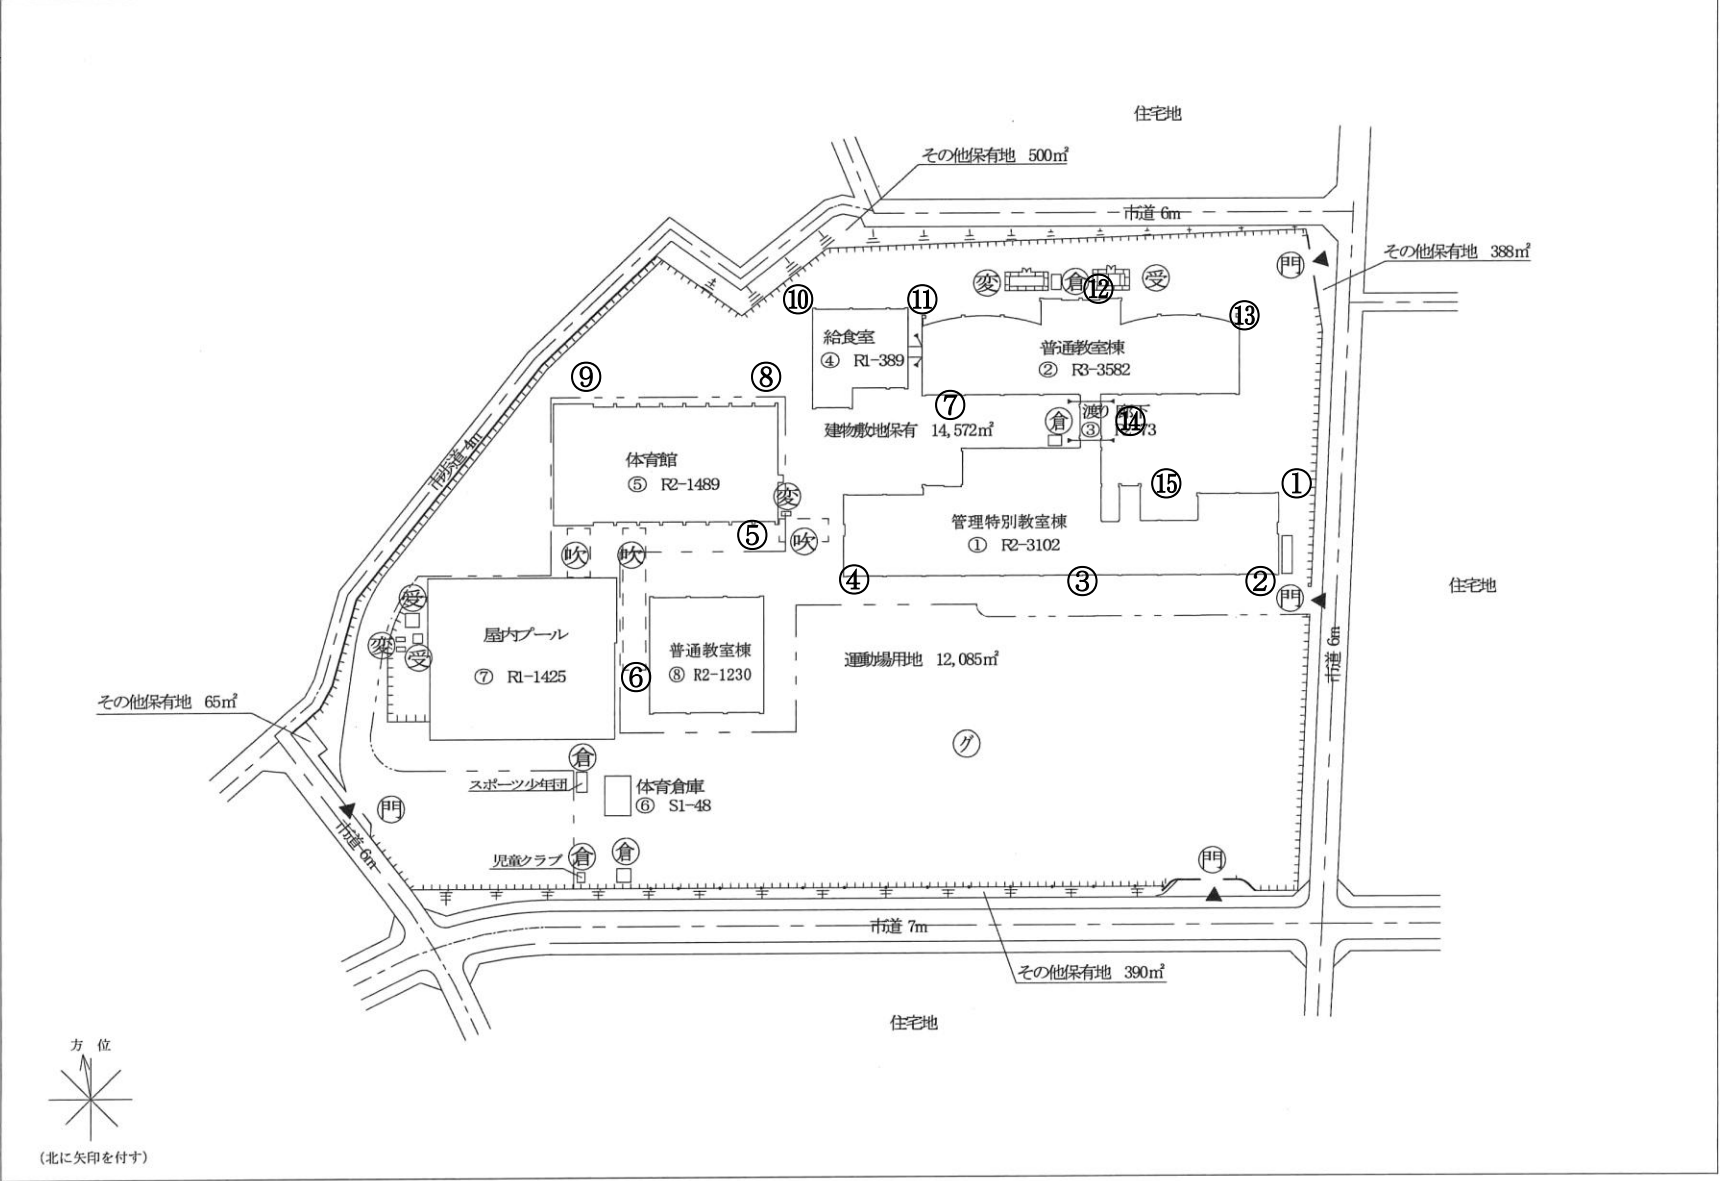 住宅地
その他保有地 500㎡
市道 6m
その他保有地 388㎡
門
変
倉
⑫
受
⑩
⑪
⑬
給食室
④ R1-389
普通教室棟
② R3-3582
⑨
⑧
⑦
倉
渡り廊下
③
⑭
73
建物敷地保有 14,572㎡
市歩道 4m
体育館
⑤ R2-1489
変
⑮
①
管理特別教室棟
① R2-3102
⑤
吹
吹
吹
④
③
②
門
住宅地
受
変
受
屋内プール
⑦ R1-1425
⑥
普通教室棟
⑧ R2-1230
運動場用地 12,085㎡
市道 6m
その他保有地 65㎡
グ
倉
スポーツ少年団
体育倉庫
⑥ S1-48
門
市道 6m
児童クラブ
倉
倉
門
市道 7m
その他保有地 390㎡
住宅地
方 位
(北に矢印を付す)